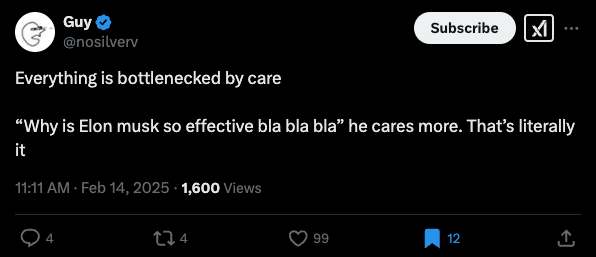 Guy
Subscribe
@nosilverv
Everything is bottlenecked by care
“Why is Elon musk so effective bla bla bla” he cares more. That’s literally
it
11:11 AM · Feb 14, 2025 · 1,600 Views
4
4
99
12